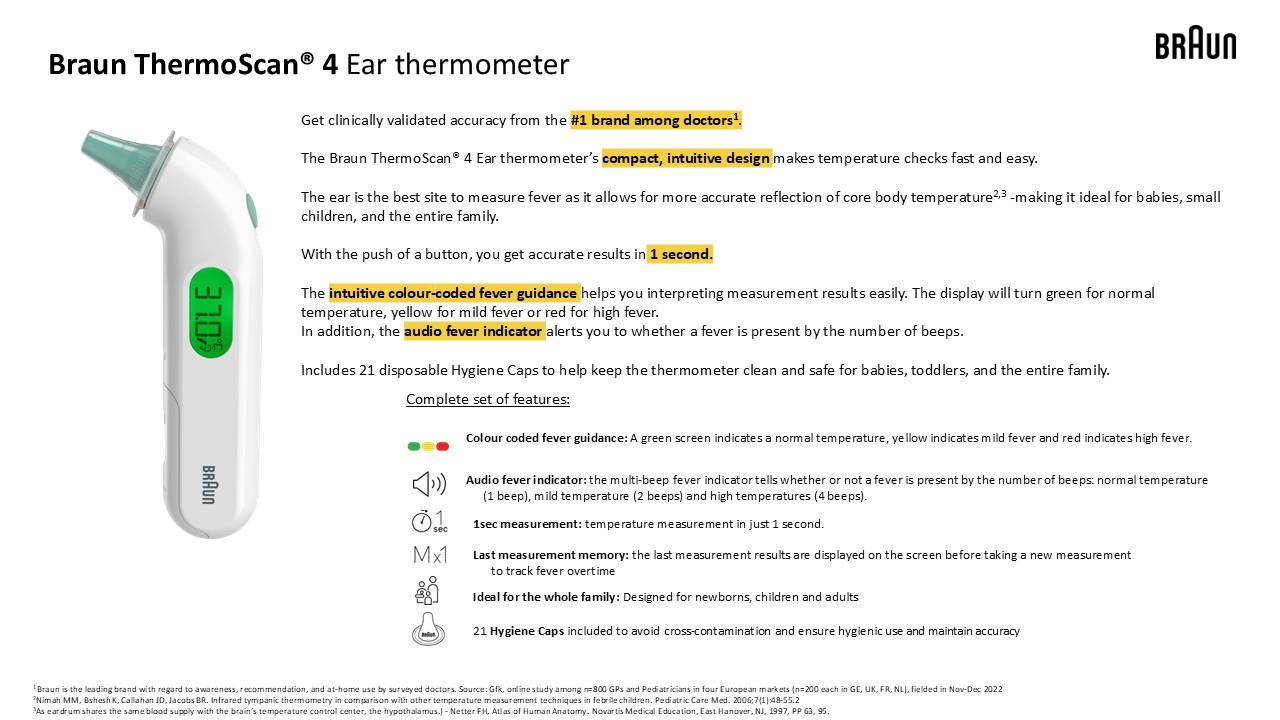 Braun ThermoScan® 4 Ear thermometer
BRAUN
Get clinically validated accuracy from the #1 brand among doctors¹.
The Braun ThermoScan® 4 Ear thermometer’s compact, intuitive design makes temperature checks fast and easy.
The ear is the best site to measure fever as it allows for more accurate reflection of core body temperature²,³ -making it ideal for babies, small
children, and the entire family.
With the push of a button, you get accurate results in 1 second.
The intuitive colour-coded fever guidance helps you interpreting measurement results easily. The display will turn green for normal
temperature, yellow for mild fever or red for high fever.
In addition, the audio fever indicator alerts you to whether a fever is present by the number of beeps.
Includes 21 disposable Hygiene Caps to help keep the thermometer clean and safe for babies, toddlers, and the entire family.
37.0
°C
BRAUN
Complete set of features:
Colour coded fever guidance: A green screen indicates a normal temperature, yellow indicates mild fever and red indicates high fever.
Audio fever indicator: the multi-beep fever indicator tells whether or not a fever is present by the number of beeps: normal temperature
(1 beep), mild temperature (2 beeps) and high temperatures (4 beeps).
1 sec
1sec measurement: temperature measurement in just 1 second.
Mx1
Last measurement memory: the last measurement results are displayed on the screen before taking a new measurement
to track fever overtime
Ideal for the whole family: Designed for newborns, children and adults
BRAUN
21 Hygiene Caps included to avoid cross-contamination and ensure hygienic use and maintain accuracy
¹Braun is the leading brand with regard to awareness, recommendation, and at-home use by surveyed doctors. Source: Gfk, online study among n=800 GPs and Pediatricians in four European markets (n=200 each in GE, UK, FR, NL), fielded in Nov-Dec 2022
²Nimah MM, Bshesh K, Callahan JD, Jacobs BR. Infrared tympanic thermometry in comparison with other temperature measurement techniques in febrile children. Pediatric Care Med. 2006;7(1):48-55.2
³As eardrum shares the same blood supply with the brain’s temperature control center, the hypothalamus.) - Netter FH, Atlas of Human Anatomy. Novartis Medical Education, East Hanover, NJ, 1997, PP 63, 95.